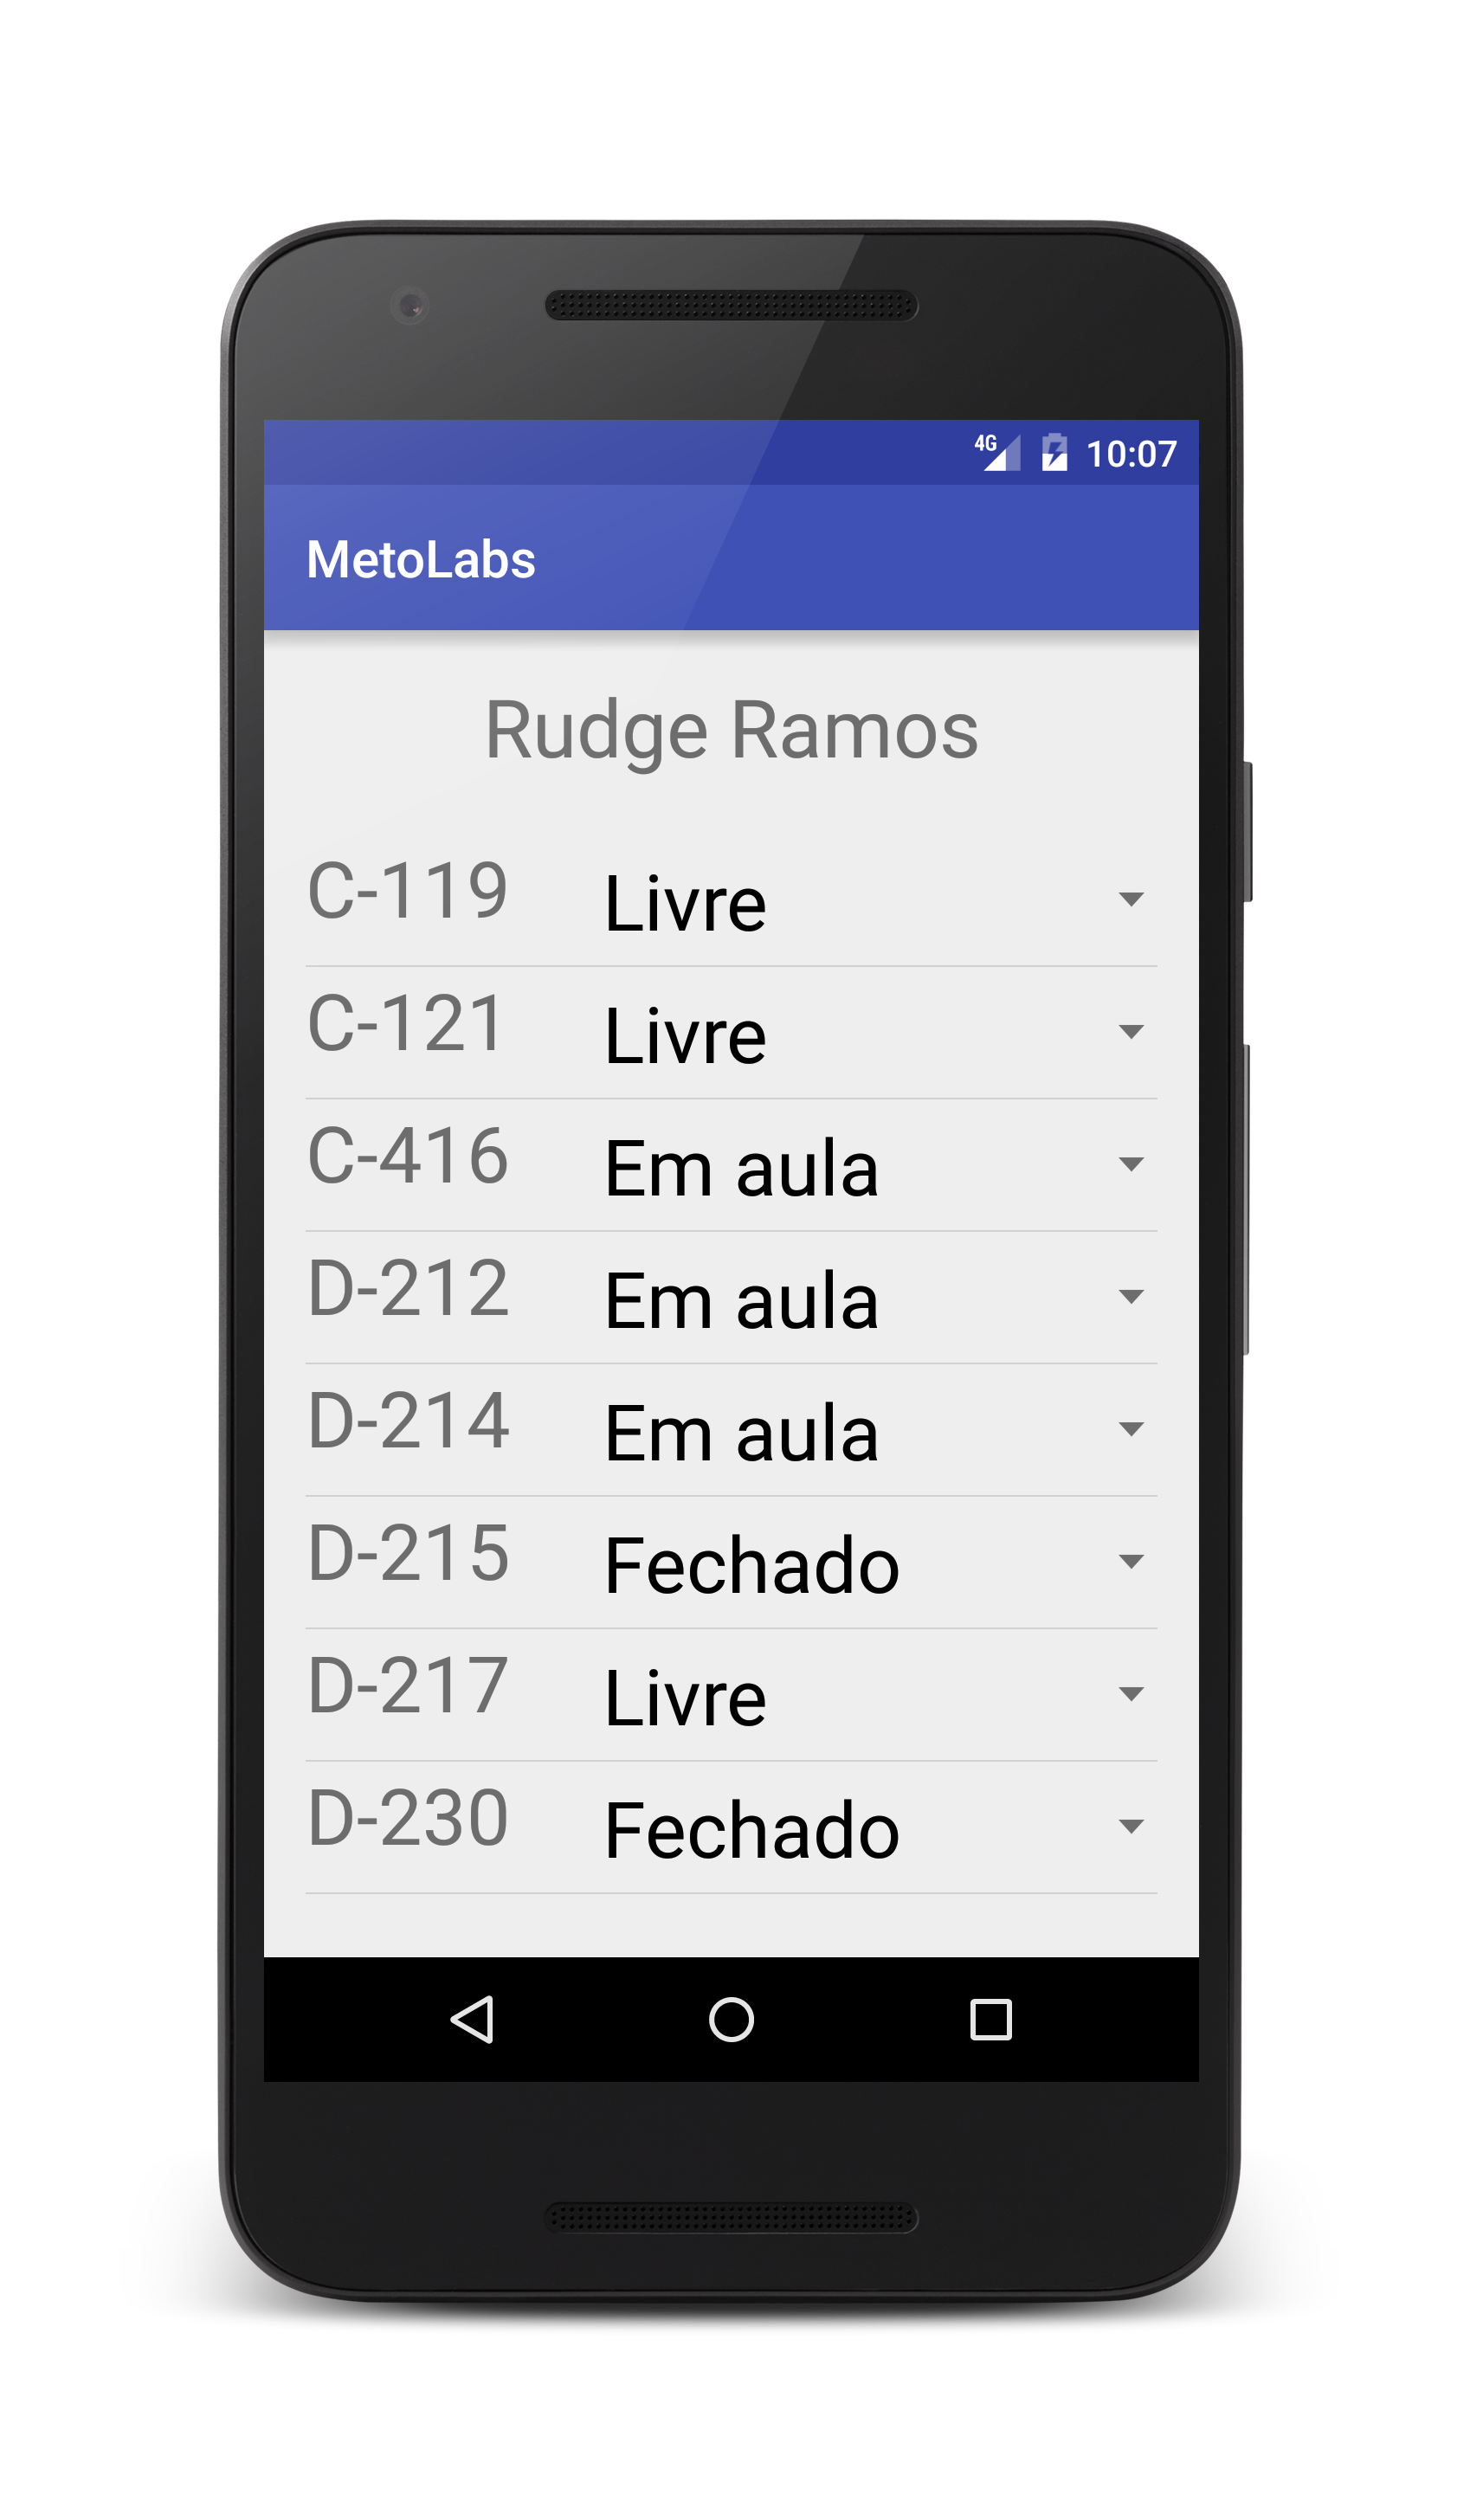 4G 10:07
MetoLabs
Rudge Ramos
C-119 Livre
C-121 Livre
C-416 Em aula
D-212 Em aula
D-214 Em aula
D-215 Fechado
D-217 Livre
D-230 Fechado